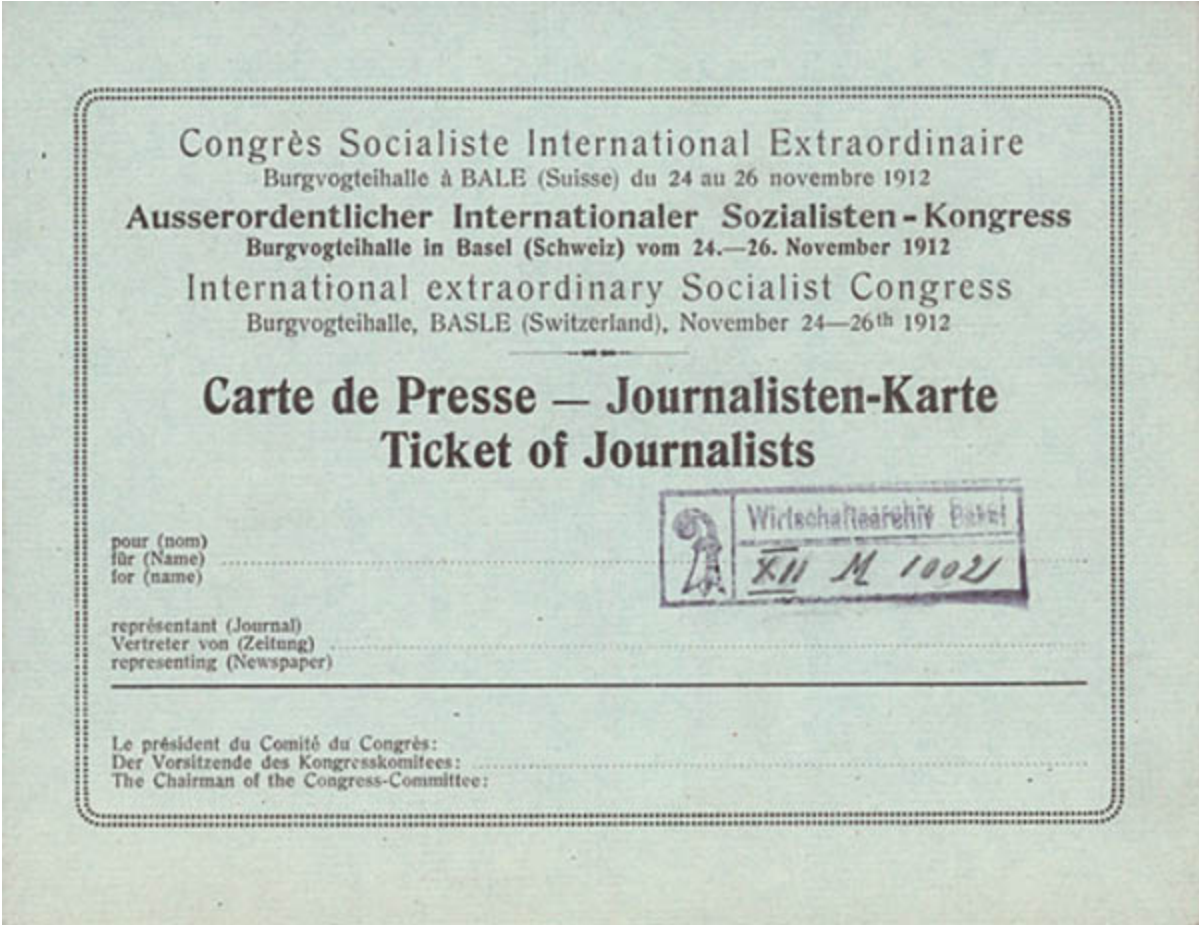 Congrès Socialiste International Extraordinaire
Burgvogteihalle à BALE (Suisse) du 24 au 26 novembre 1912
Ausserordentlicher Internationaler Sozialisten-Kongress
Burgvogteihalle in Basel (Schweiz) vom 24.—26. November 1912
International extraordinary Socialist Congress
Burgvogteihalle, BASLE (Switzerland), November 24—26th 1912
Carte de Presse — Journalisten-Karte
Ticket of Journalists
Wirtschaftsarchiv Basel
XII M 10021
pour (nom)
für (Name)
for (name)
représentant (Journal)
Vertreter von (Zeitung)
representing (Newspaper)
Le président du Comité du Congrès:
Der Vorsitzende des Kongresskomitees:
The Chairman of the Congress-Committee: